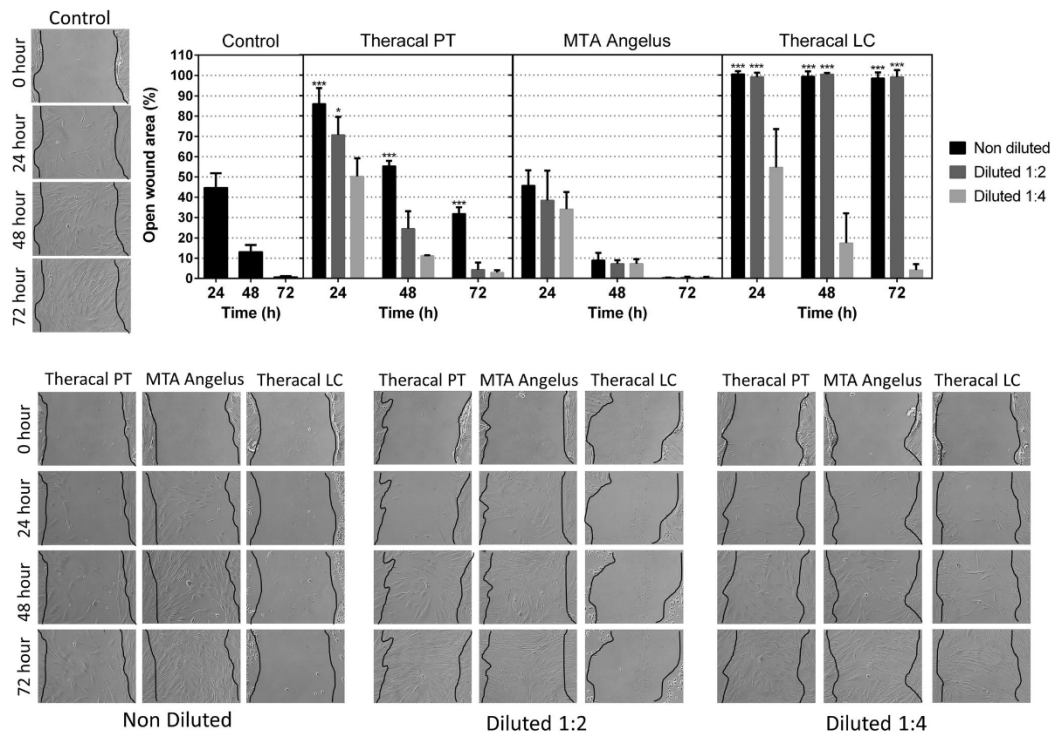 Control
0 hour
24 hour
48 hour
72 hour
Control
Theracal PT
MTA Angelus
Theracal LC
Open wound area (%)
110
100
90
80
70
60
50
40
30
20
10
0
*** * *** ***
*** *** *** *** *** ***
24 48 72
24 48 72
24 48 72
24 48 72
Time (h)
Time (h)
Time (h)
Time (h)
Non diluted
Diluted 1:2
Diluted 1:4
Theracal PT MTA Angelus Theracal LC
Theracal PT MTA Angelus Theracal LC
Theracal PT MTA Angelus Theracal LC
0 hour
24 hour
48 hour
72 hour
Non Diluted
Diluted 1:2
Diluted 1:4